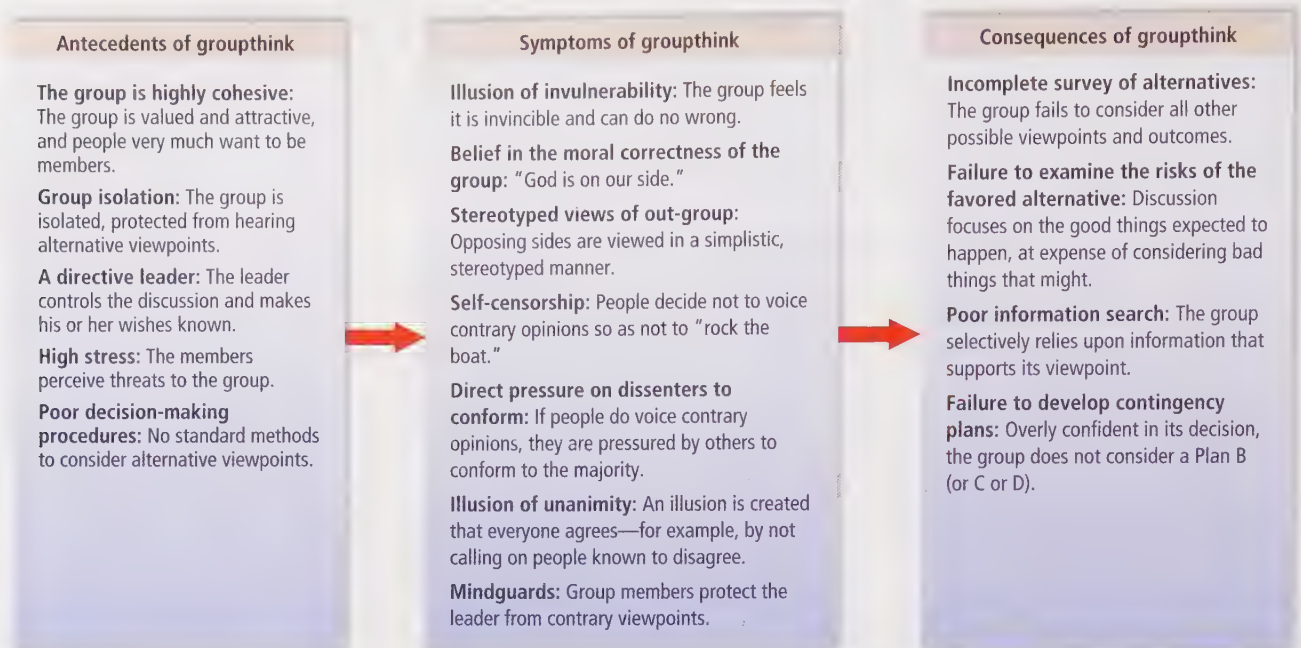 Antecedents of groupthink
The group is highly cohesive:
The group is valued and attractive,
and people very much want to be
members.
Group isolation: The group is
isolated, protected from hearing
alternative viewpoints.
A directive leader: The leader
controls the discussion and makes
his or her wishes known.
High stress: The members
perceive threats to the group.
Poor decision-making
procedures: No standard methods
to consider alternative viewpoints.
Symptoms of groupthink
Illusion of invulnerability: The group feels
it is invincible and can do no wrong.
Belief in the moral correctness of the
group: "God is on our side."
Stereotyped views of out-group:
Opposing sides are viewed in a simplistic,
stereotyped manner.
Self-censorship: People decide not to voice
contrary opinions so as not to "rock the
boat."
Direct pressure on dissenters to
conform: If people do voice contrary
opinions, they are pressured by others to
conform to the majority.
Illusion of unanimity: An illusion is created
that everyone agrees—for example, by not
calling on people known to disagree.
Mindguards: Group members protect the
leader from contrary viewpoints.
Consequences of groupthink
Incomplete survey of alternatives:
The group fails to consider all other
possible viewpoints and outcomes.
Failure to examine the risks of the
favored alternative: Discussion
focuses on the good things expected to
happen, at expense of considering bad
things that might.
Poor information search: The group
selectively relies upon information that
supports its viewpoint.
Failure to develop contingency
plans: Overly confident in its decision,
the group does not consider a Plan B
(or C or D).